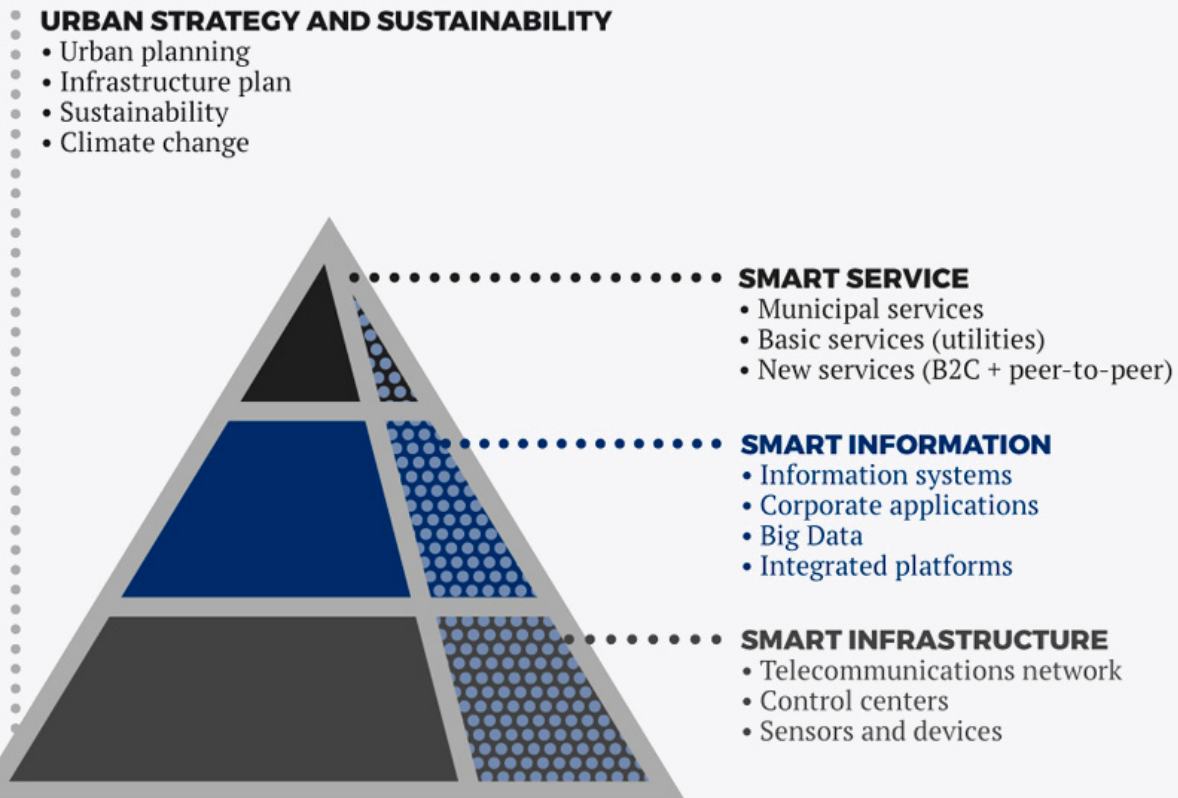 URBAN STRATEGY AND SUSTAINABILITY
• Urban planning
• Infrastructure plan
• Sustainability
• Climate change
SMART SERVICE
• Municipal services
• Basic services (utilities)
• New services (B2C + peer-to-peer)
SMART INFORMATION
• Information systems
• Corporate applications
• Big Data
• Integrated platforms
SMART INFRASTRUCTURE
• Telecommunications network
• Control centers
• Sensors and devices